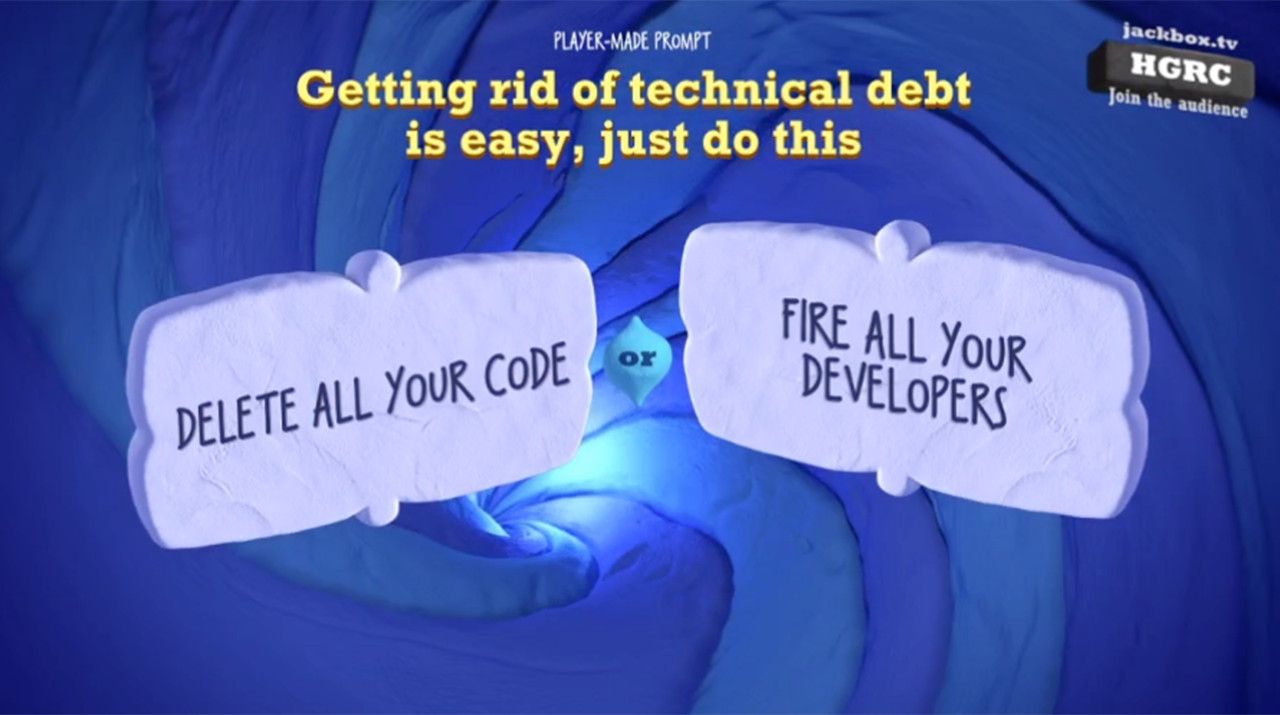 PLAYER-MADE PROMPT
Getting rid of technical debt
is easy, just do this
jackbox.tv
HGRC
Join the audience
DELETE ALL YOUR CODE
or
FIRE ALL YOUR
DEVELOPERS